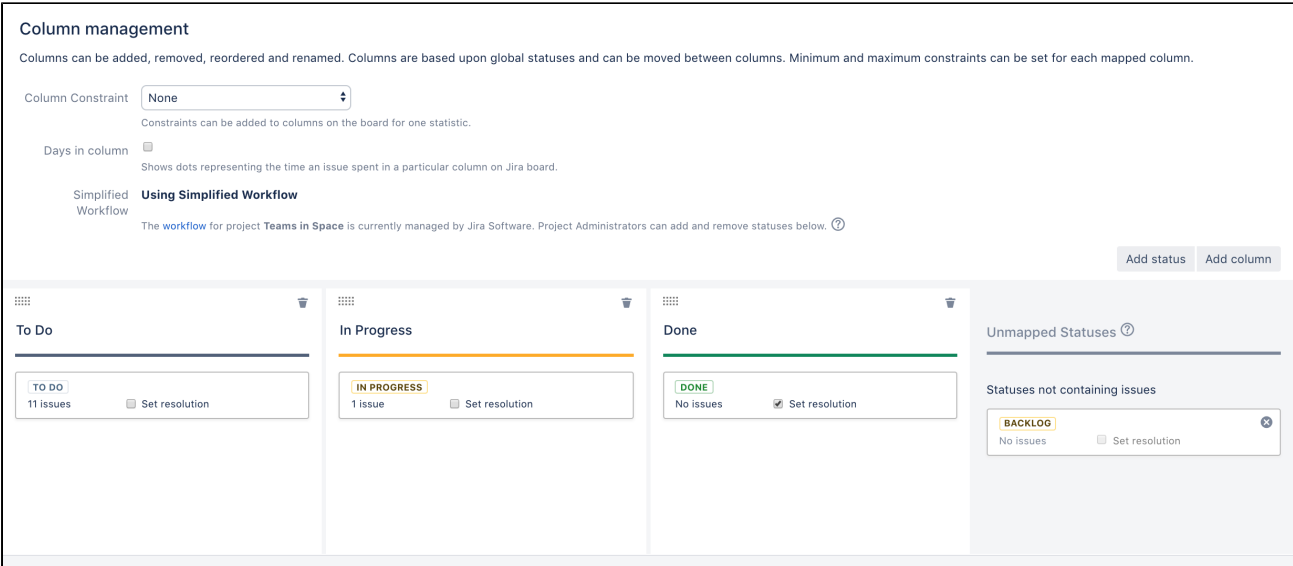 Column management
Columns can be added, removed, reordered and renamed. Columns are based upon global statuses and can be moved between columns. Minimum and maximum constraints can be set for each mapped column.
Column Constraint None
Constraints can be added to columns on the board for one statistic.
Days in column
Shows dots representing the time an issue spent in a particular column on Jira board.
Simplified Workflow Using Simplified Workflow
The workflow for project Teams in Space is currently managed by Jira Software. Project Administrators can add and remove statuses below. ?
Add status Add column
To Do
TO DO
11 issues Set resolution
In Progress
IN PROGRESS
1 issue Set resolution
Done
DONE
No issues Set resolution
Unmapped Statuses ?
Statuses not containing issues
BACKLOG
No issues Set resolution